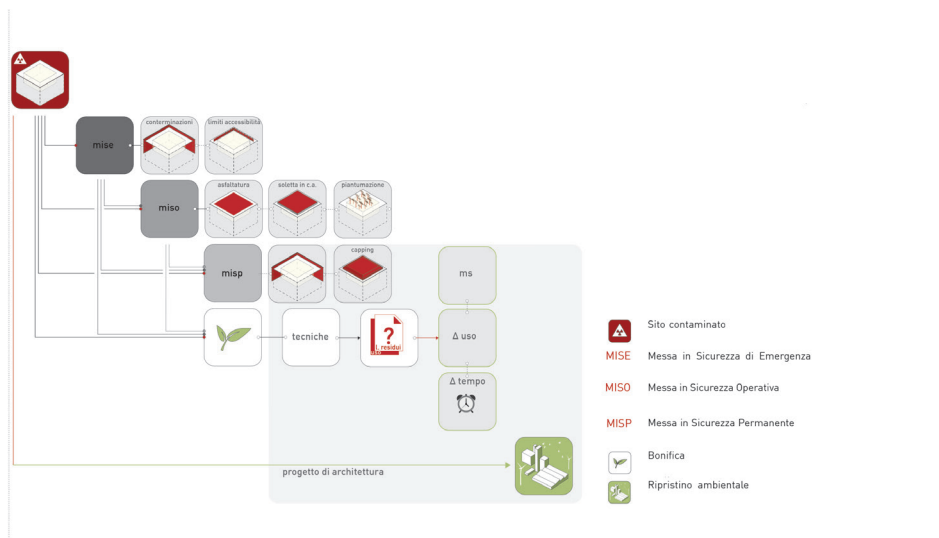 conterminazioni
limiti accessibilità
mise
asfaltatura
soletta in c.a.
piantumazione
miso
capping
misp
ms
tecniche
?
l. residui
uso
Δ uso
Δ tempo
progetto di architettura
Sito contaminato
MISE Messa in Sicurezza di Emergenza
MISO Messa in Sicurezza Operativa
MISP Messa in Sicurezza Permanente
Bonifica
Ripristino ambientale